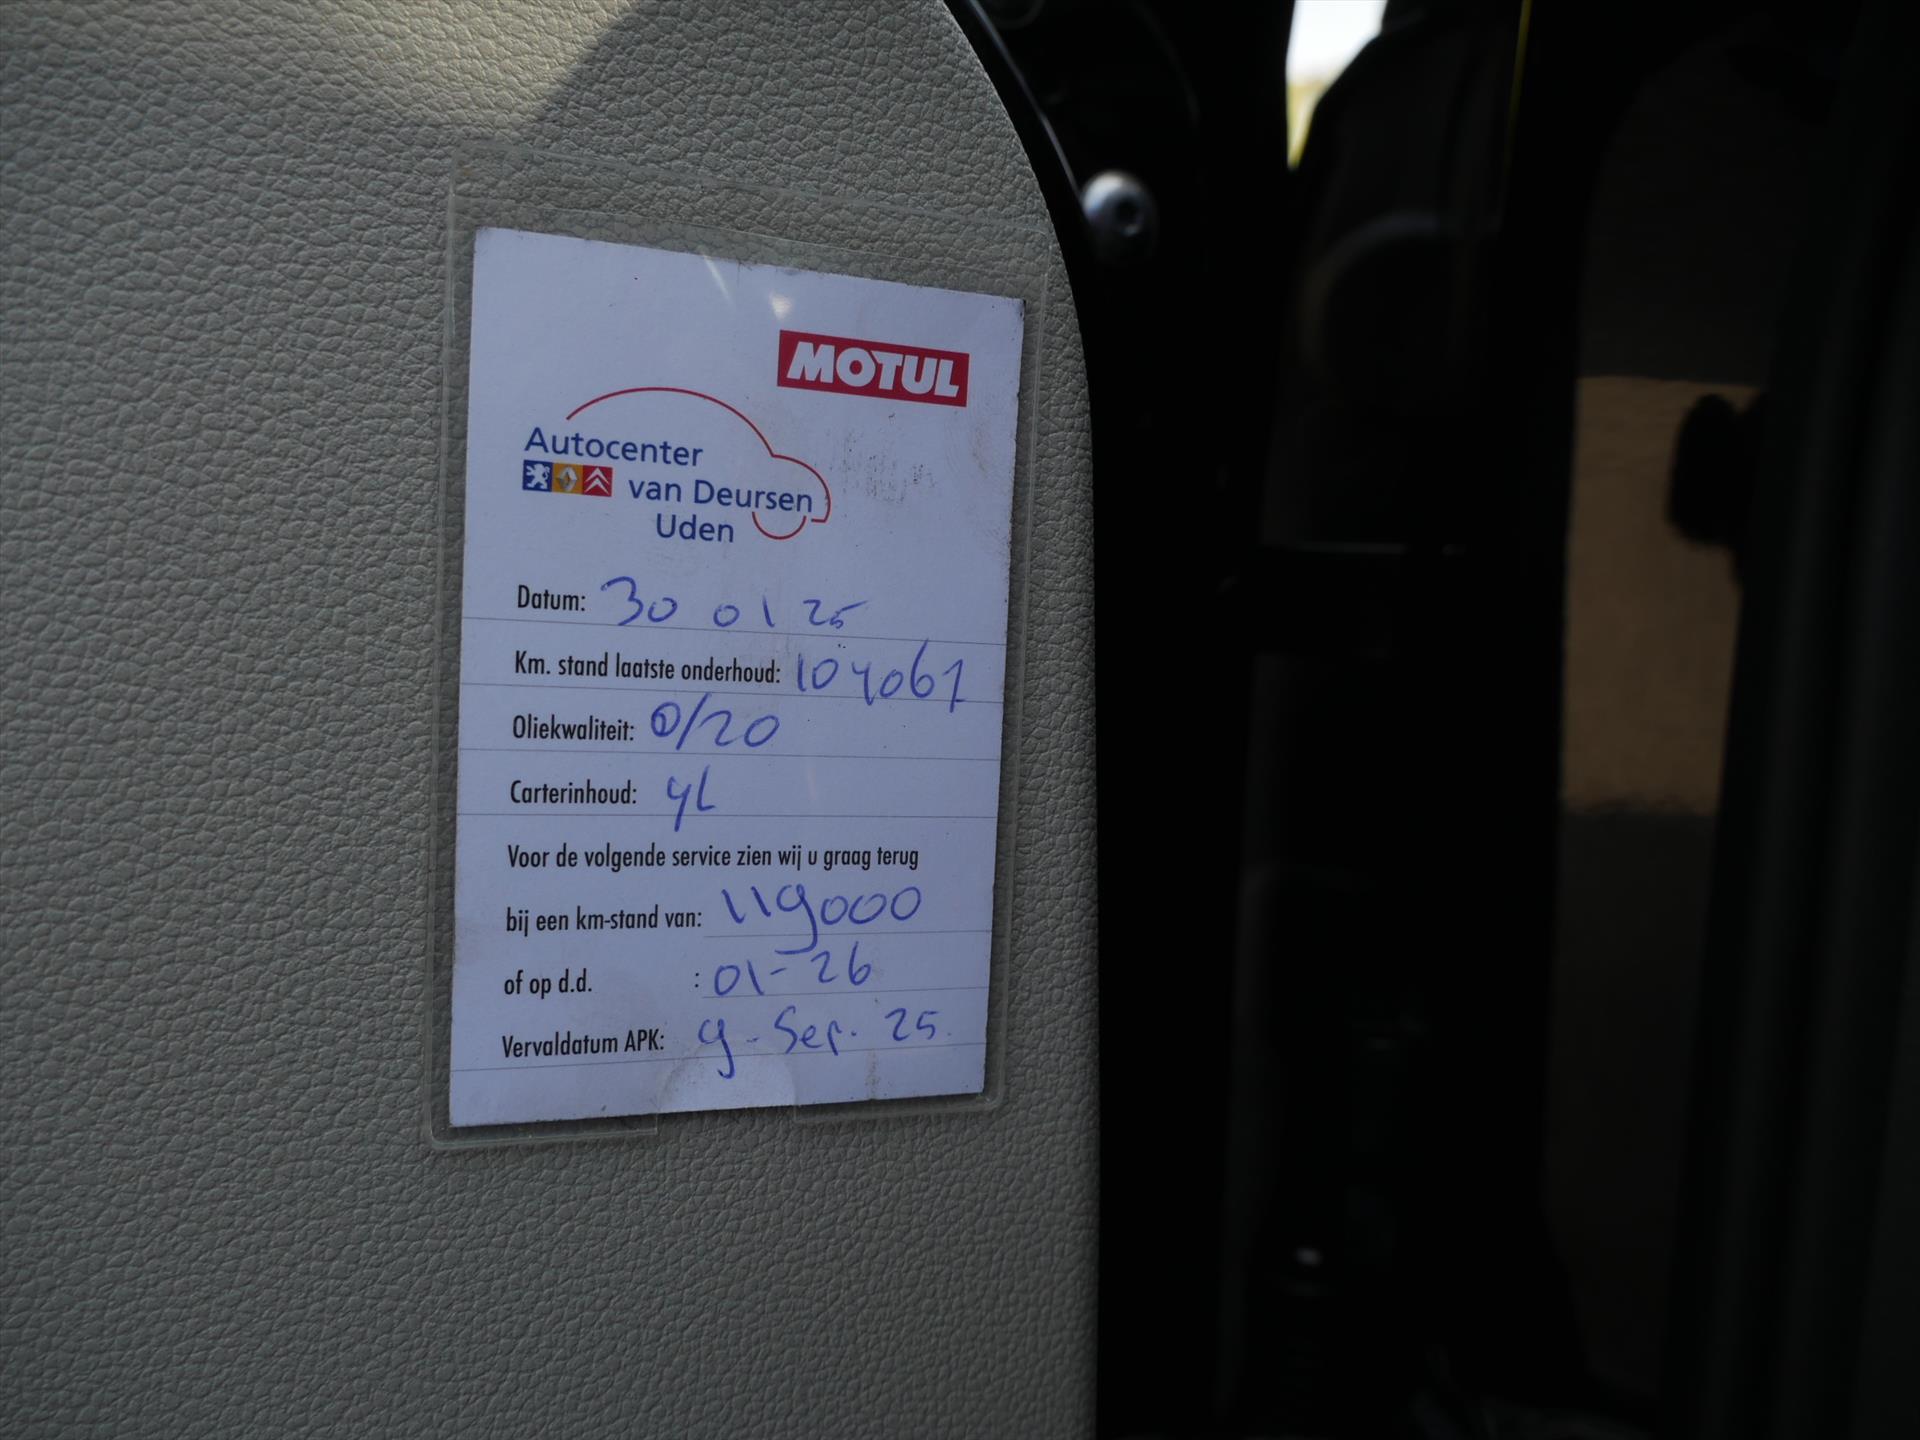 MOTUL
Autocenter
van Deursen
Uden
Datum: 30 01 25
Km. stand laatste onderhoud: 104061
Oliekwaliteit: 0/20
Carterinhoud: 4L
Voor de volgende service zien wij u graag terug
bij een km-stand van: 119000
of op d.d. : 01-26
Vervaldatum APK: 9-Sep. 25.